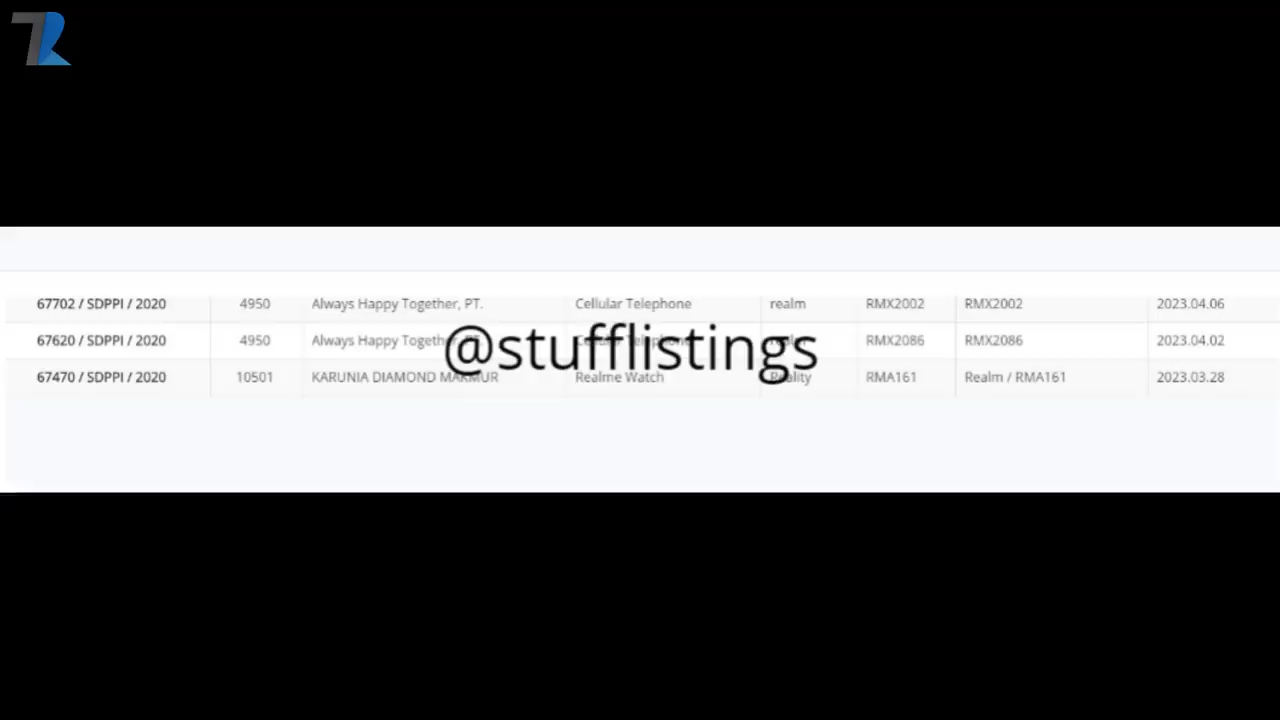 67702 / SDPPI / 2020 4950 Always Happy Together, PT. Cellular Telephone realm RMX2002 RMX2002 2023.04.06
67620 / SDPPI / 2020 4950 Always Happy Together RMX2086 RMX2086 2023.04.02
@stufflistings
67470 / SDPPI / 2020 10501 KARUNIA DIAMOND MAKMUR Realme Watch Reality RMA161 Realm / RMA161 2023.03.28